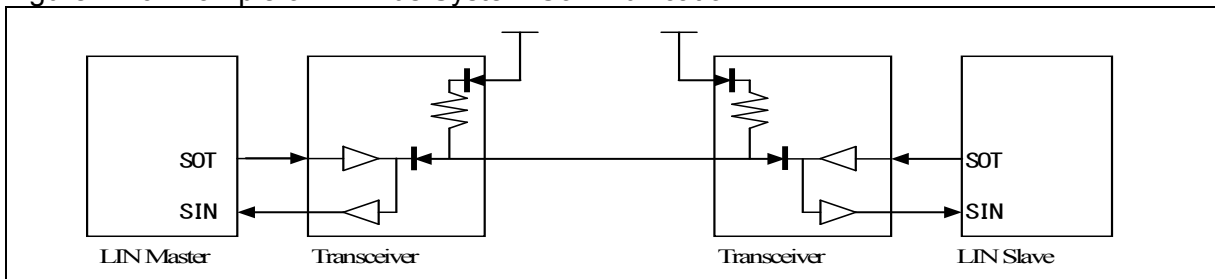 SOT
SOT
SIN
SIN
LIN Master
Transceiver
Transceiver
LIN Slave